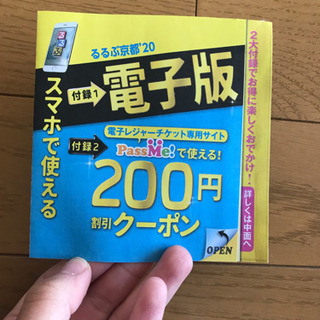 るるぶ京都'20
付録1
電子版
スマホで使える
電子レジャーチケット専用サイト
付録2
PassMe!で使える!
200円
割引クーポン
2大付録でお得に楽しくおでかけ!
詳しくは中面へ
OPEN